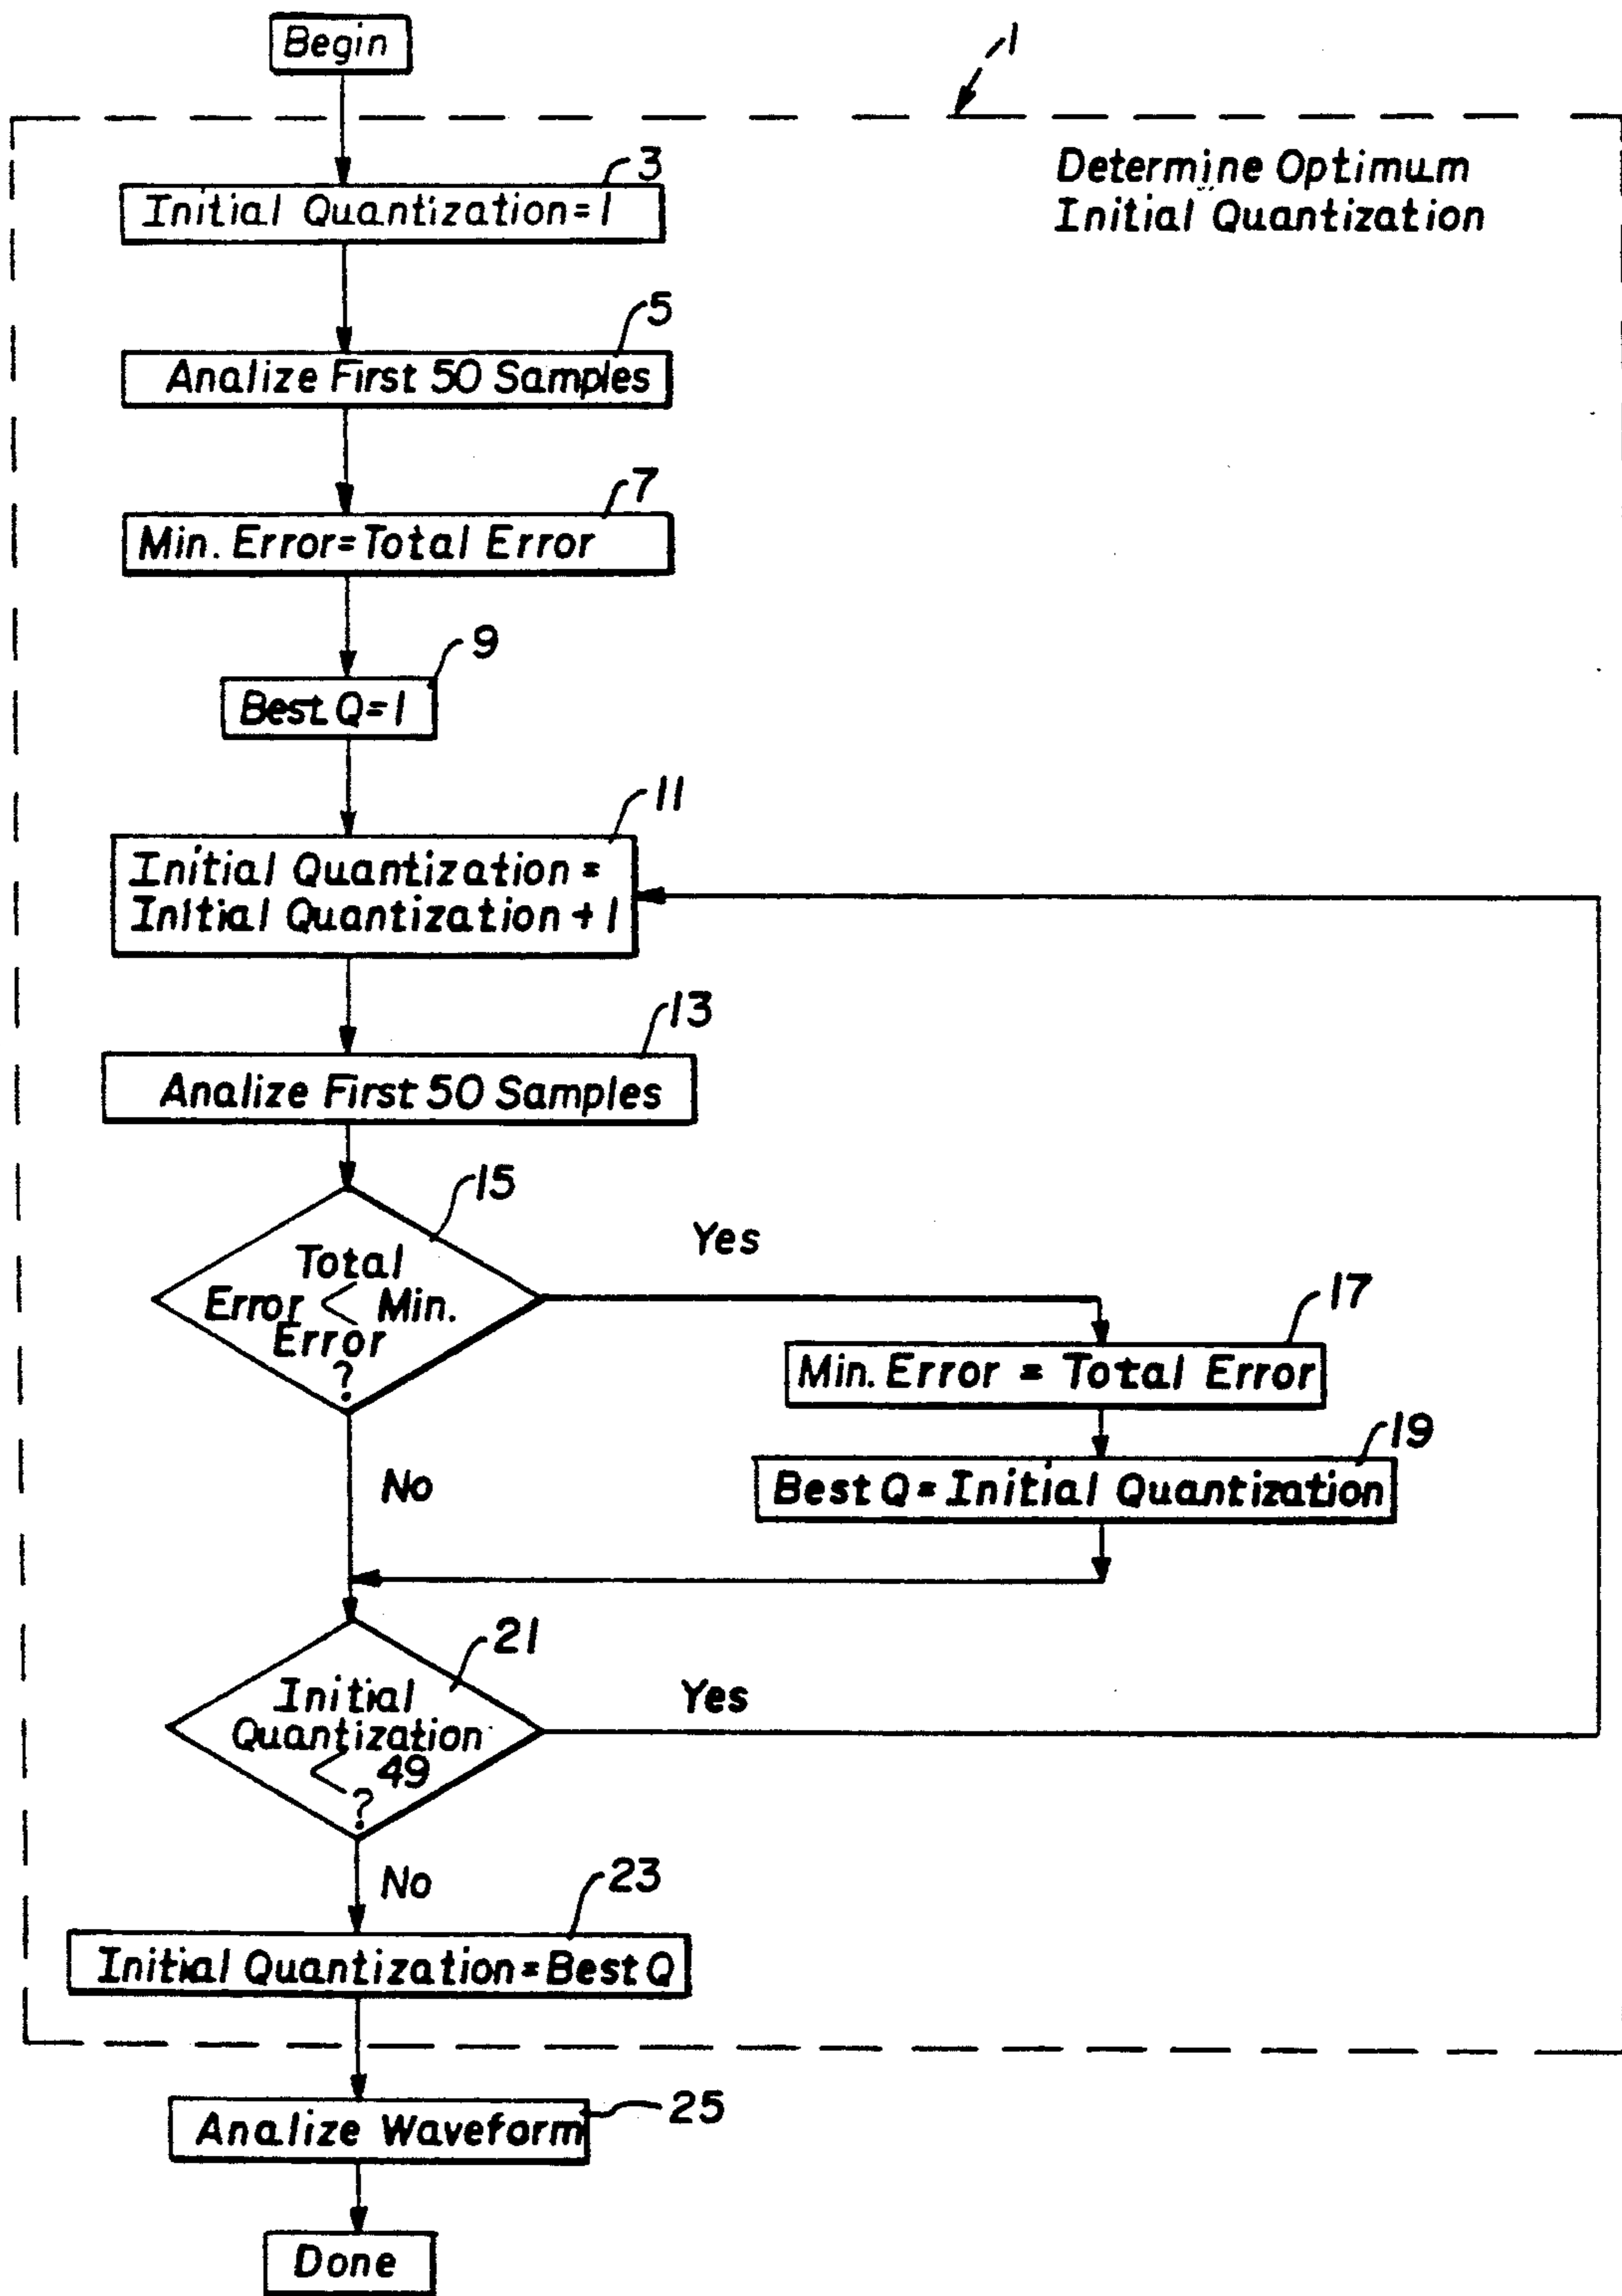 Begin
1
Determine Optimum
Initial Quantization
3
Initial Quantization=1
5
Analize First 50 Samples
7
Min. Error=Total Error
9
Best Q=1
11
Initial Quantization =
Initial Quantization + 1
13
Analize First 50 Samples
15
Total
Error < Min.
Error
?
Yes
No
17
Min. Error = Total Error
19
Best Q = Initial Quantization
21
Initial
Quantization
< 49
?
Yes
No
23
Initial Quantization = Best Q
25
Analize Waveform
Done